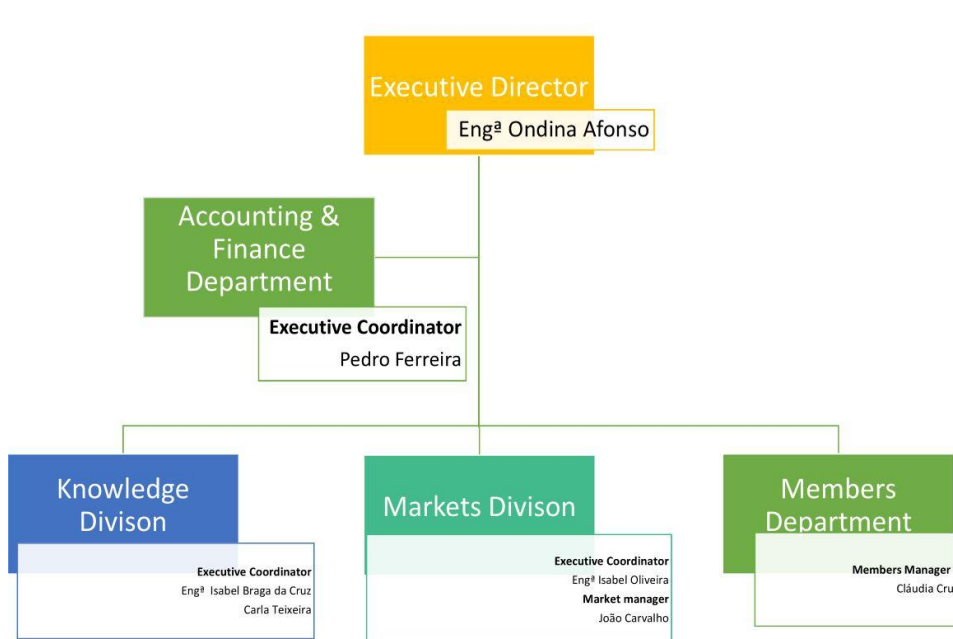 Executive Director
Engª Ondina Afonso
Accounting &
Finance
Department
Executive Coordinator
Pedro Ferreira
Knowledge
Divison
Executive Coordinator
Engª Isabel Braga da Cruz
Carla Teixeira
Markets Divison
Executive Coordinator
Engª Isabel Oliveira
Market manager
João Carvalho
Members
Department
Members Manager
Cláudia